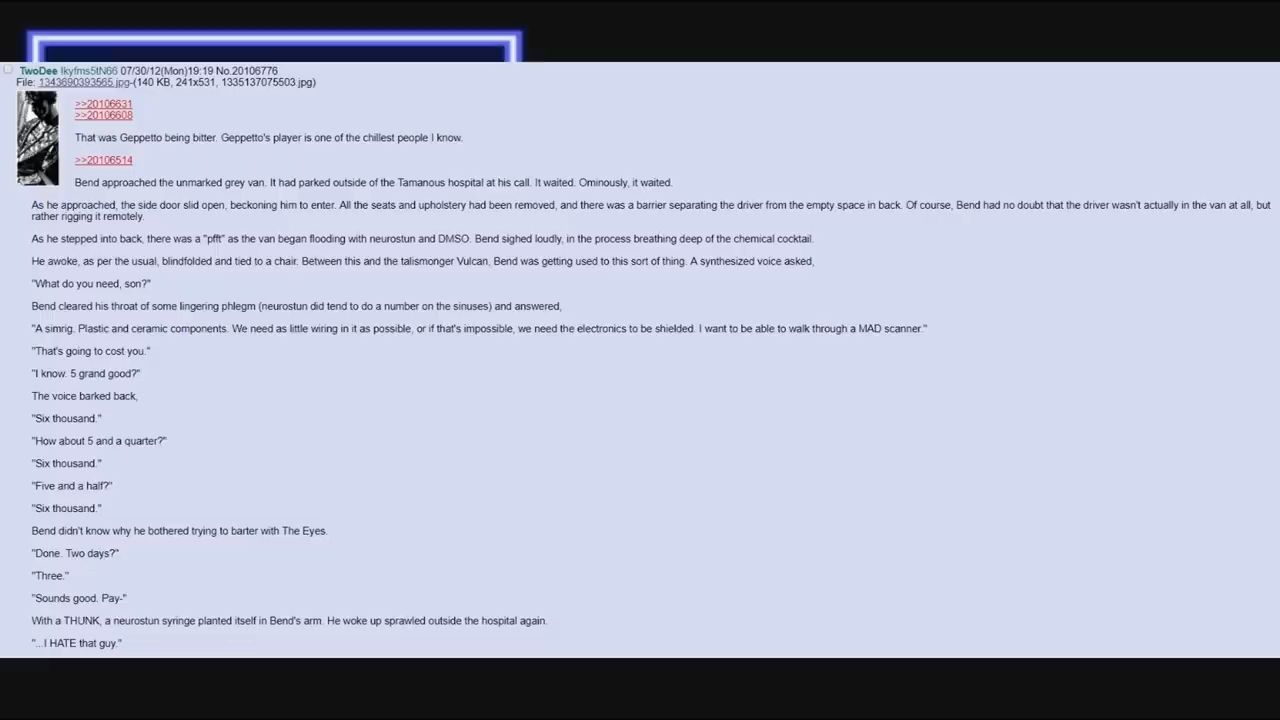 TwoDee !kyfms5tN66 07/30/12(Mon)19:19 No.20106776
File: 1343690393565.jpg-(140 KB, 241x531, 1335137075503.jpg)
>>20106631
>>20106608
That was Geppetto being bitter. Geppetto's player is one of the chillest people I know.
>>20106514
Bend approached the unmarked grey van. It had parked outside of the Tamanous hospital at his call. It waited. Ominously, it waited.
As he approached, the side door slid open, beckoning him to enter. All the seats and upholstery had been removed, and there was a barrier separating the driver from the empty space in back. Of course, Bend had no doubt that the driver wasn't actually in the van at all, but
rather rigging it remotely.
As he stepped into back, there was a "pfft" as the van began flooding with neurostun and DMSO. Bend sighed loudly, in the process breathing deep of the chemical cocktail.
He awoke, as per the usual, blindfolded and tied to a chair. Between this and the talismonger Vulcan, Bend was getting used to this sort of thing. A synthesized voice asked,
"What do you need, son?"
Bend cleared his throat of some lingering phlegm (neurostun did tend to do a number on the sinuses) and answered,
"A simrig. Plastic and ceramic components. We need as little wiring in it as possible, or if that's impossible, we need the electronics to be shielded. I want to be able to walk through a MAD scanner."
"That's going to cost you."
"I know. 5 grand good?"
The voice barked back,
"Six thousand."
"How about 5 and a quarter?"
"Six thousand."
"Five and a half?"
"Six thousand."
Bend didn't know why he bothered trying to barter with The Eyes.
"Done. Two days?"
"Three."
"Sounds good. Pay-"
With a THUNK, a neurostun syringe planted itself in Bend's arm. He woke up sprawled outside the hospital again.
"...I HATE that guy."